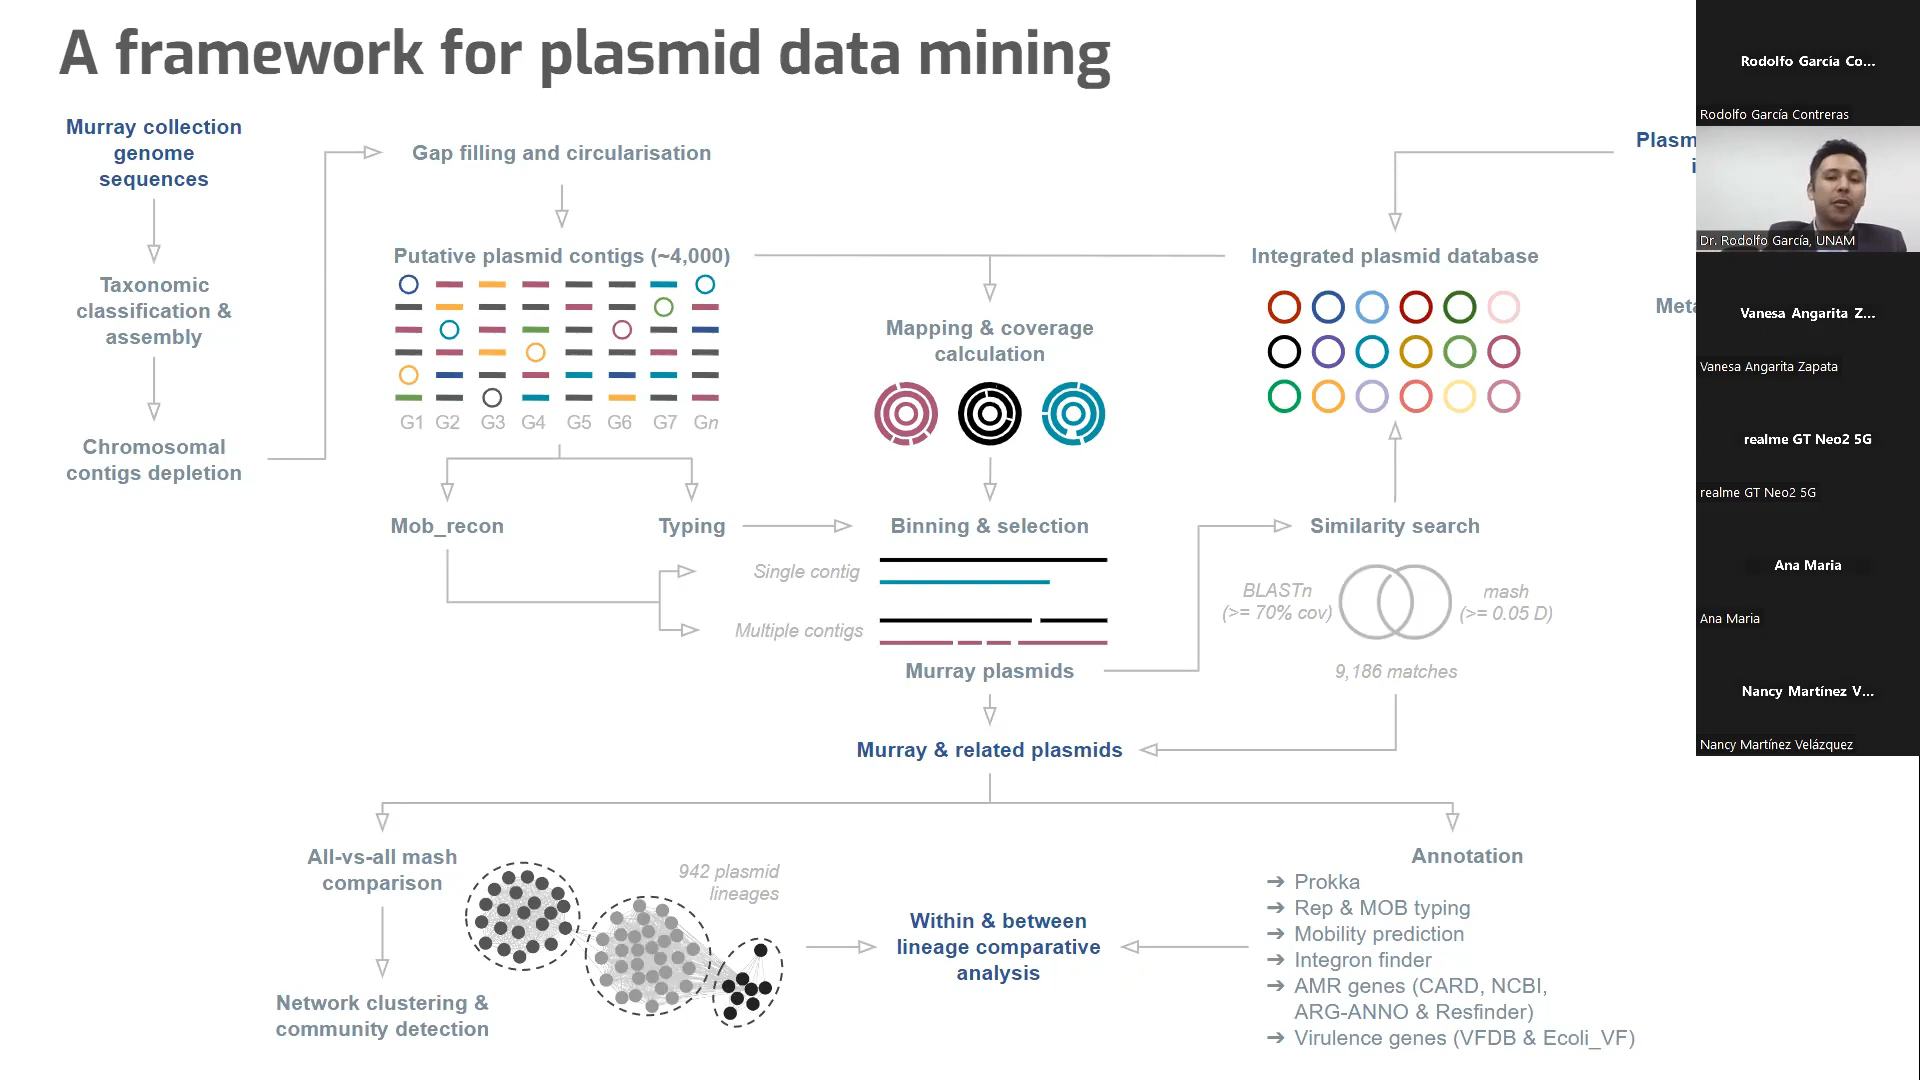 A framework for plasmid data mining
Murray collection
genome
sequences
Taxonomic
classification &
assembly
Chromosomal
contigs depletion
Gap filling and circularisation
Putative plasmid contigs (~4,000)
G1 G2 G3 G4 G5 G6 G7 Gn
Mob_recon
Typing
Mapping & coverage
calculation
Binning & selection
Single contig
Multiple contigs
Murray plasmids
Integrated plasmid database
Similarity search
BLASTn
(>= 70% cov)
mash
(>= 0.05 D)
9,186 matches
Murray & related plasmids
All-vs-all mash
comparison
942 plasmid
lineages
Network clustering &
community detection
Within & between
lineage comparative
analysis
Annotation
➔ Prokka
➔ Rep & MOB typing
➔ Mobility prediction
➔ Integron finder
➔ AMR genes (CARD, NCBI,
ARG-ANNO & Resfinder)
➔ Virulence genes (VFDB & Ecoli_VF)
Rodolfo García Co...
Rodolfo García Contreras
Dr. Rodolfo García, UNAM
Vanesa Angarita Z...
Vanesa Angarita Zapata
realme GT Neo2 5G
realme GT Neo2 5G
Ana Maria
Ana Maria
Nancy Martínez V...
Nancy Martínez Velázquez